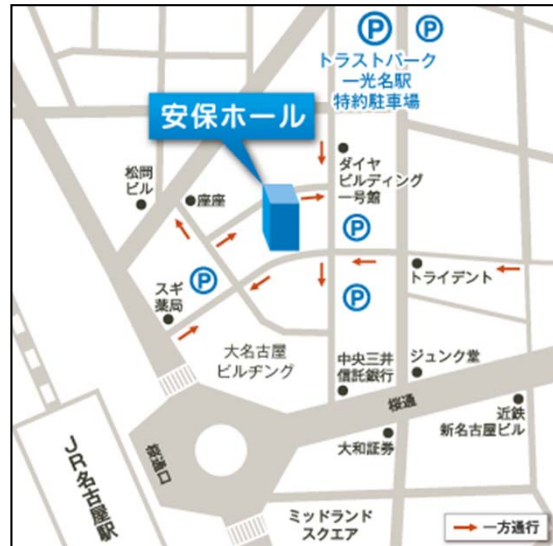 P
P
トラストパーク
一光名駅
特約駐車場
安保ホール
松岡
ビル
座座
ダイヤ
ビルディング
一号館
P
P
スギ
薬局
P
トライデント
大名古屋
ビルヂング
中央三井
信託銀行
ジュンク堂
桜通
近鉄
新名古屋ビル
大和証券
桜通口
JR名古屋駅
ミッドランド
スクエア
一方通行